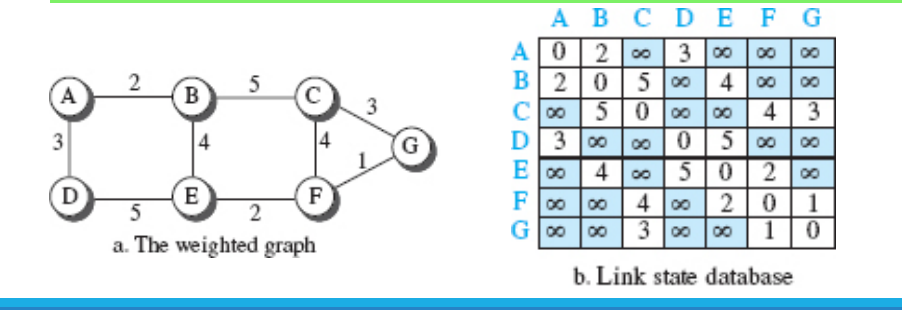 A 2 B 5 C 3 G
3 4 4 1
D 5 E 2 F
a. The weighted graph
A B C D E F G
A 0 2 ∞ 3 ∞ ∞ ∞
B 2 0 5 ∞ 4 ∞ ∞
C ∞ 5 0 ∞ ∞ 4 3
D 3 ∞ ∞ 0 5 ∞ ∞
E ∞ 4 ∞ 5 0 2 ∞
F ∞ ∞ 4 ∞ 2 0 1
G ∞ ∞ 3 ∞ ∞ 1 0
b. Link state database